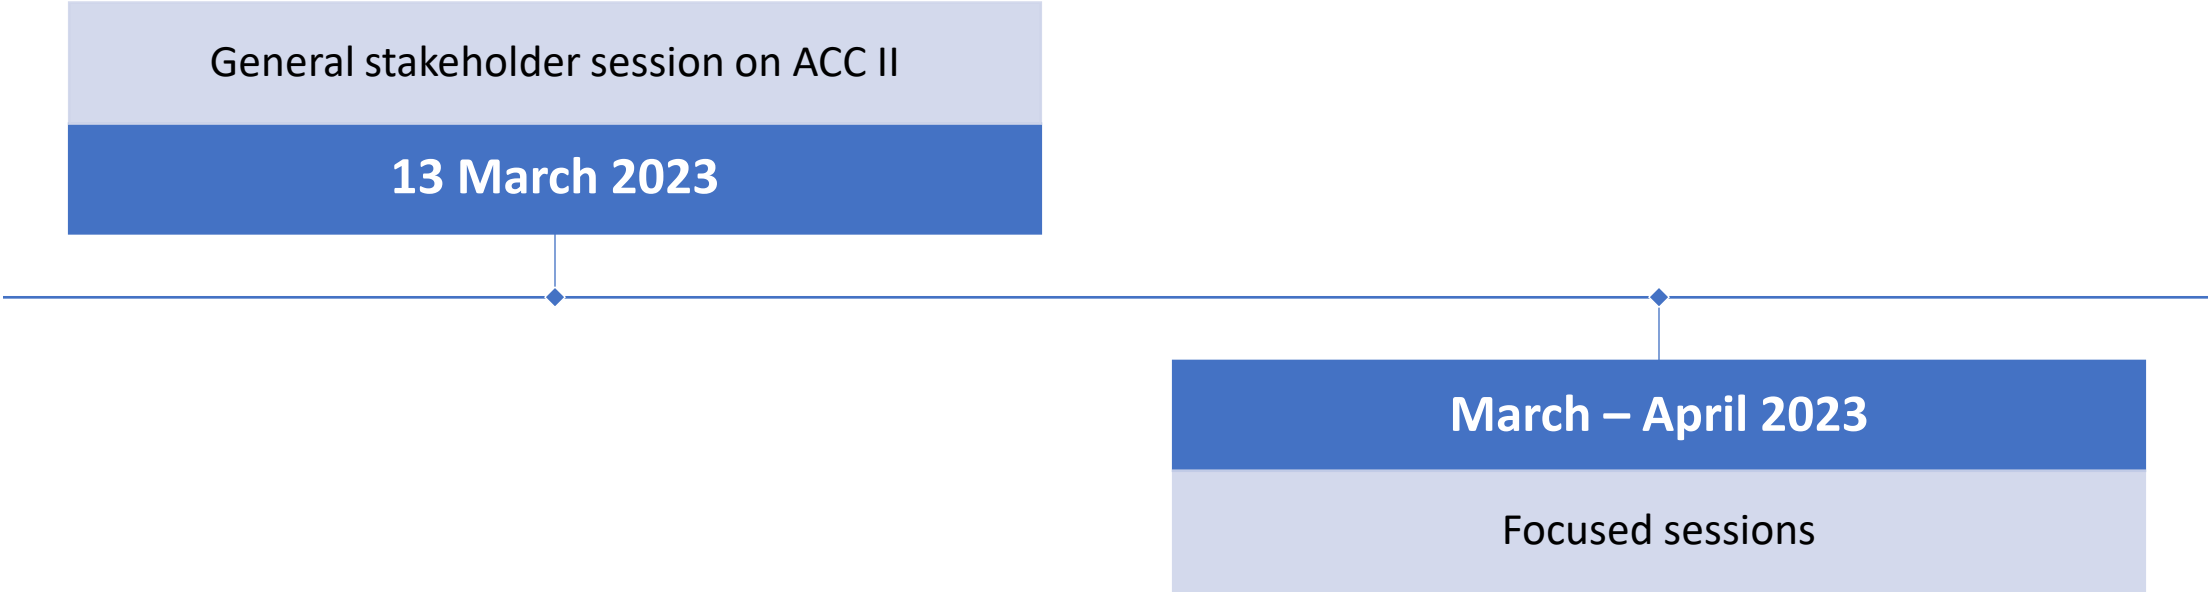 General stakeholder session on ACC II
13 March 2023
March – April 2023
Focused sessions